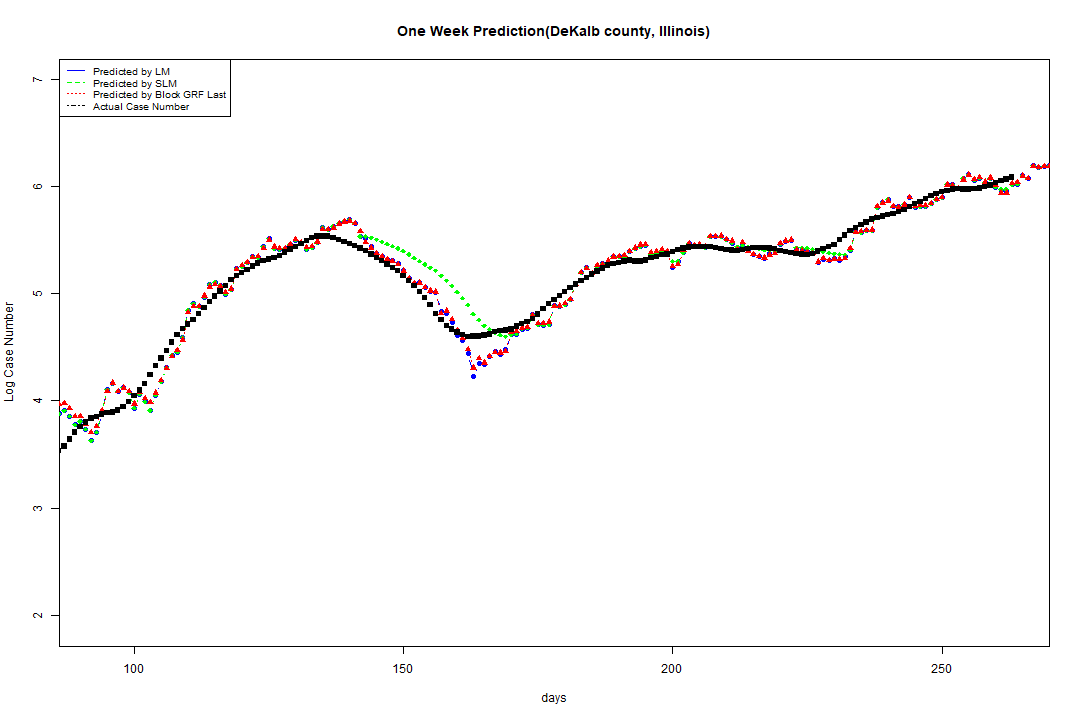 One Week Prediction(DeKalb county, Illinois)
Predicted by LM
Predicted by SLM
Predicted by Block GRF Last
Actual Case Number
7
6
5
4
3
2
Log Case Number
100 150 200 250
days